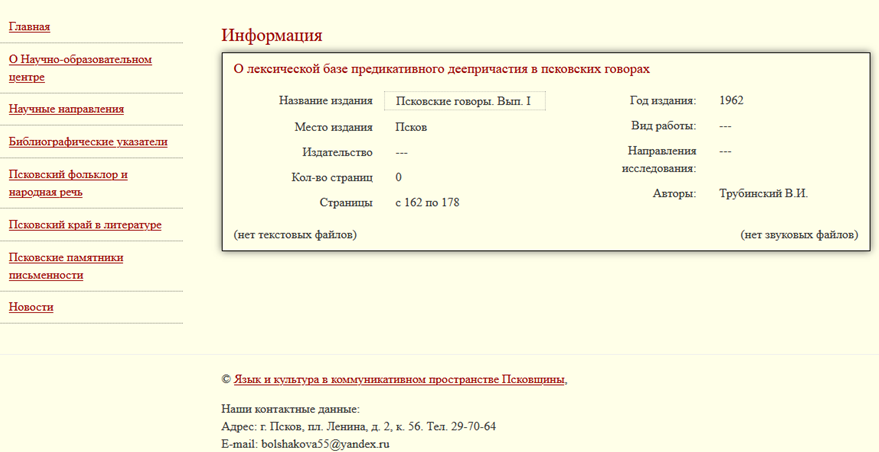 Главная
О Научно-образовательном
центре
Научные направления
Библиографические указатели
Псковский фольклор и
народная речь
Псковский край в литературе
Псковские памятники
письменности
Новости
Информация
О лексической базе предикативного деепричастия в псковских говорах
Название издания Псковские говоры. Вып. I
Место издания Псков
Издательство ---
Кол-во страниц 0
Страницы с 162 по 178
Год издания: 1962
Вид работы: ---
Направления
исследования: ---
Авторы: Трубинский В.И.
(нет текстовых файлов) (нет звуковых файлов)
© Язык и культура в коммуникативном пространстве Псковщины,
Наши контактные данные:
Адрес: г. Псков, пл. Ленина, д. 2, к. 56. Тел. 29-70-64
E-mail: bolshakova55@yandex.ru